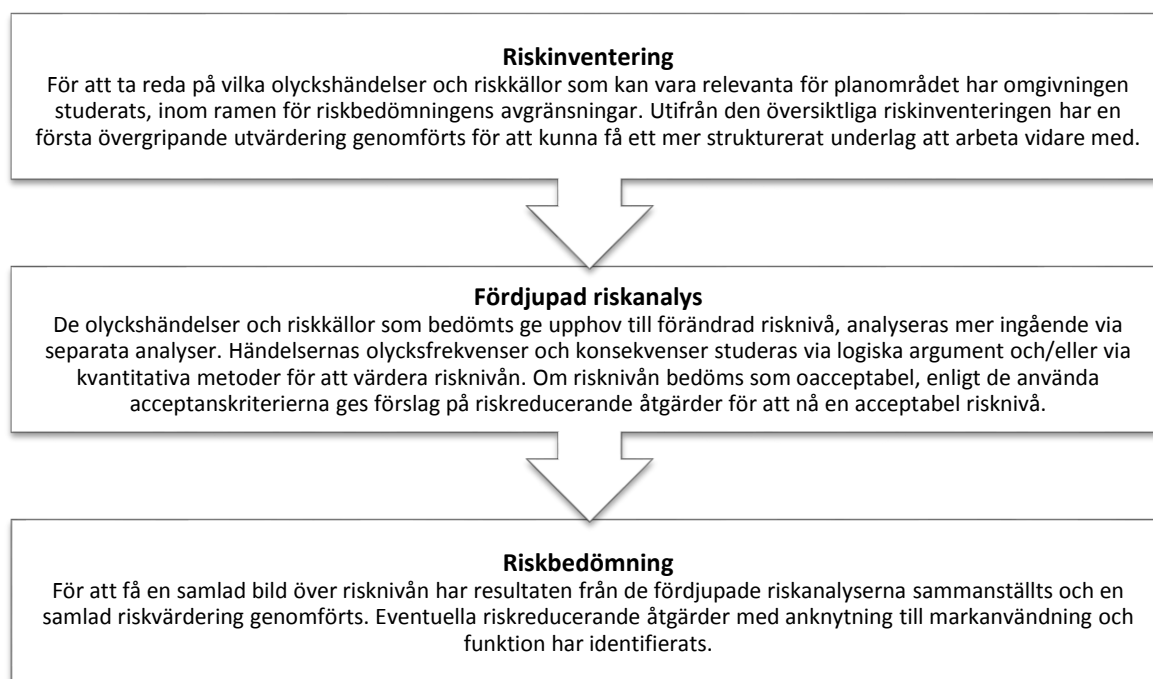 Riskinventering
För att ta reda på vilka olyckshändelser och riskkällor som kan vara relevanta för planområdet har omgivningen
studerats, inom ramen för riskbedömningens avgränsningar. Utifrån den översiktliga riskinventeringen har en
första övergripande utvärdering genomförts för att kunna få ett mer strukturerat underlag att arbeta vidare med.
Fördjupad riskanalys
De olyckshändelser och riskkällor som bedömts ge upphov till förändrad risknivå, analyseras mer ingående via
separata analyser. Händelsernas olycksfrekvenser och konsekvenser studeras via logiska argument och/eller via
kvantitativa metoder för att värdera risknivån. Om risknivån bedöms som oacceptabel, enligt de använda
acceptanskriterierna ges förslag på riskreducerande åtgärder för att nå en acceptabel risknivå.
Riskbedömning
För att få en samlad bild över risknivån har resultaten från de fördjupade riskanalyserna sammanställts och en
samlad riskvärdering genomförts. Eventuella riskreducerande åtgärder med anknytning till markanvändning och
funktion har identifierats.